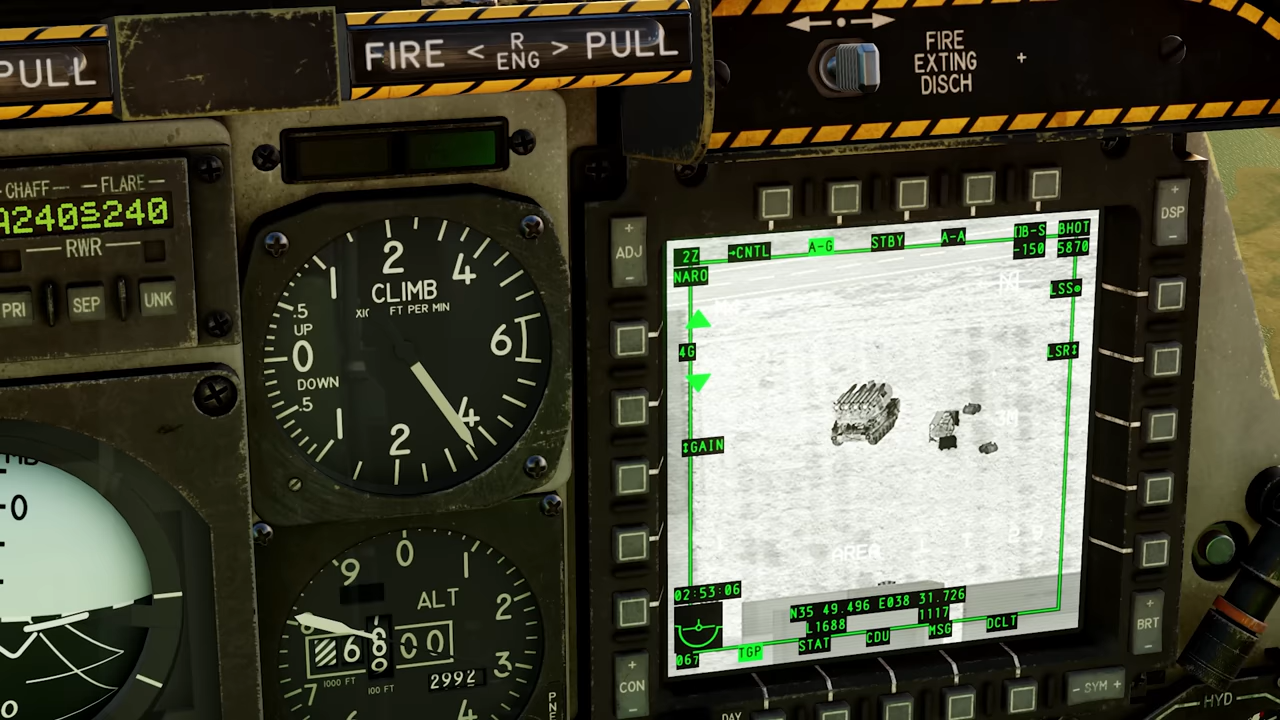 PULL
FIRE < R ENG > PULL
FIRE
EXTING
DISCH
CHAFF FLARE
A240S240
RWR
PRI SEP UNK
2
1 4
CLIMB
FT PER MIN
.5
UP
0 6
DOWN
.5
1 2 4
0
0
9 1
ALT
2
6 8 00
1000 FT 100 FT
2992
3
7
4
ADJ
DSP
CON
BRT
SYM
DAY
HYD
2Z →CNTL A-G STBY A-A BHOT
-150 5870
NARO
LSS
4G LSR↕
↕GAIN
AREA
02:53:06
N35 49.496 E038 31.726
L1688 1117
067 TGP STAT CDU MSG DCLT